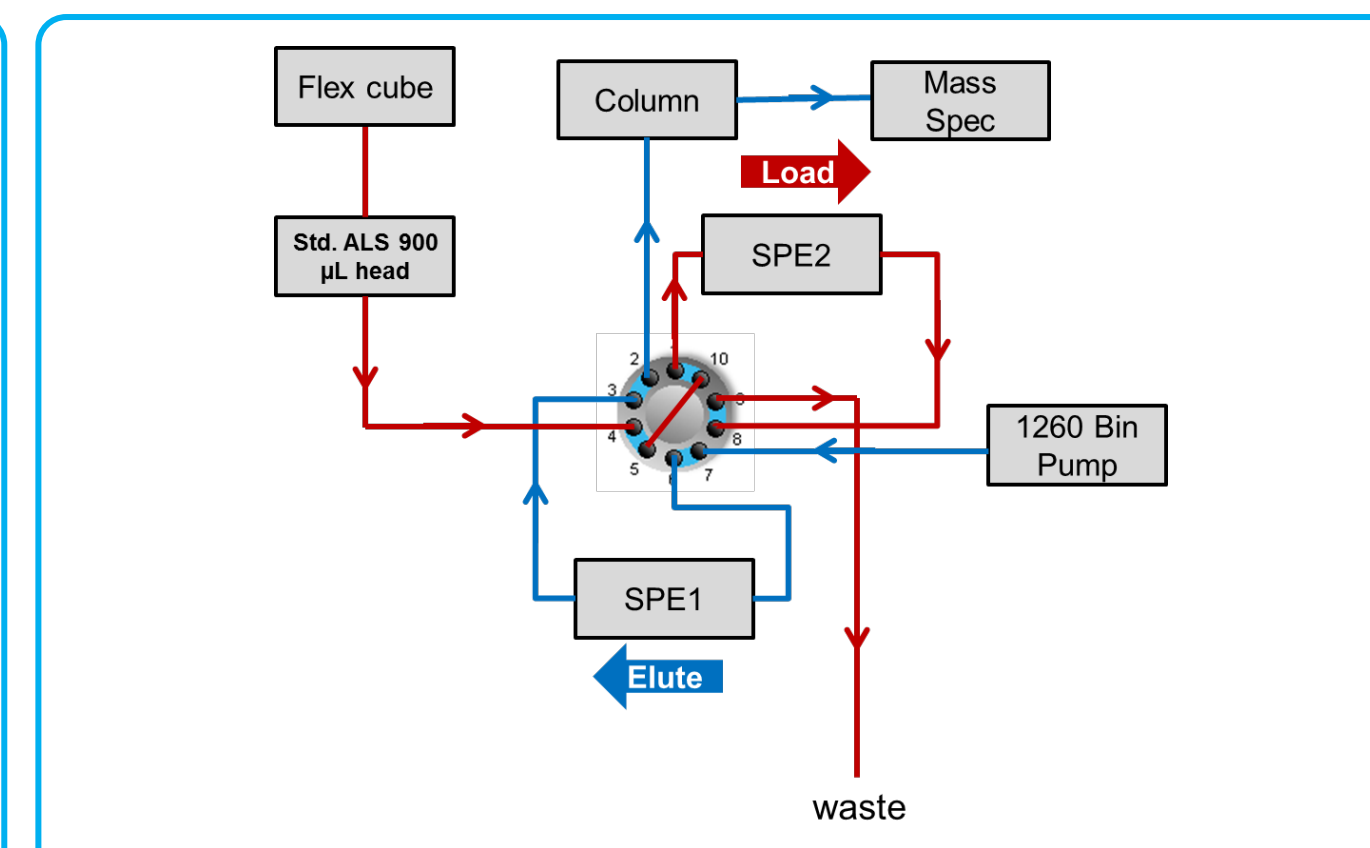 Flex cube
Column
Mass
Spec
Load
Std. ALS 900
µL head
SPE2
2
10
3
9
4
8
5
7
1260 Bin
Pump
SPE1
Elute
waste